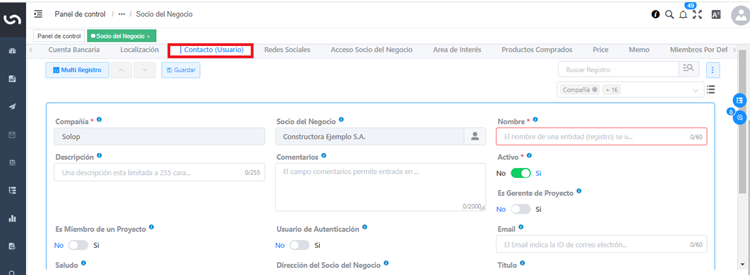 Panel de control / ··· / Socio del Negocio
49
Panel de control
Socio del Negocio ×
Cuenta Bancaria Localización Contacto (Usuario) Redes Sociales Acceso Socio del Negocio Area de Interés Productos Comprados Price Memo Miembros Por Def
Multi Registro Guardar Buscar Registro
Compañía + 16
Compañía * Socio del Negocio Nombre *
Solop Constructora Ejemplo S.A. El nombre de una entidad (registro) se u... 0/60
Descripción Comentarios Activo *
Una descripción esta limitada a 255 cara... 0/255 El campo comentarios permite entrada en ... No Si
Es Gerente de Proyecto
0/2000 No Si
Es Miembro de un Proyecto Usuario de Autenticación Email
No Si No Si El Email indica la ID de correo electrón... 0/60
Saludo Dirección del Socio del Negocio Título